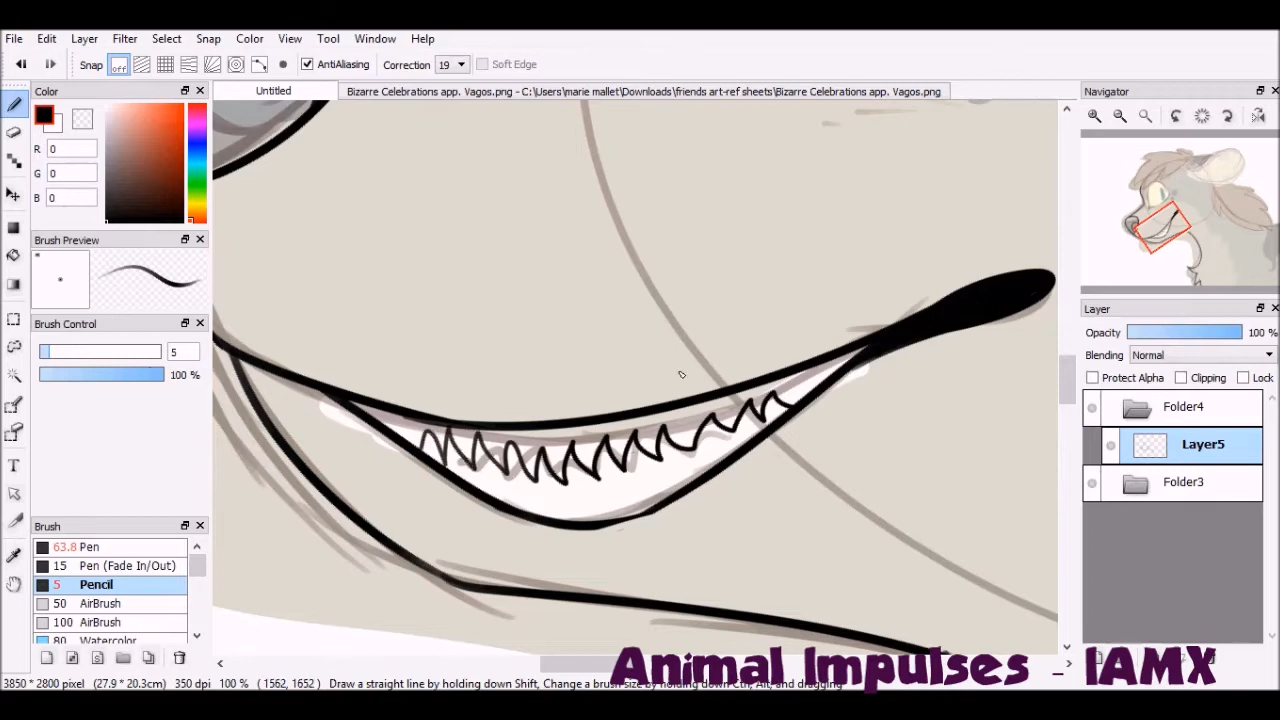 File Edit Layer Filter Select Snap Color View Tool Window Help
Snap off AntiAliasing Correction 19 Soft Edge
Color
Untitled
Bizarre Celebrations app. Vagos.png - C:\Users\marie mallet\Downloads\friends art-ref sheets\Bizarre Celebrations app. Vagos.png
Navigator
R 0
G 0
B 0
Brush Preview
Brush Control
5
100 %
Layer
Opacity 100 %
Blending Normal
Protect Alpha Clipping Lock
Folder4
Layer5
Folder3
Brush
63.8 Pen
15 Pen (Fade In/Out)
5 Pencil
50 AirBrush
100 AirBrush
80 Watercolor
Animal Impulses - IAMX
3850 * 2800 pixel (27.9 * 20.3cm) 350 dpi 100 % ( 1562, 1652 ) Draw a straight line by holding down Shift, Change a brush size by holding down Ctrl, Alt, and dragging